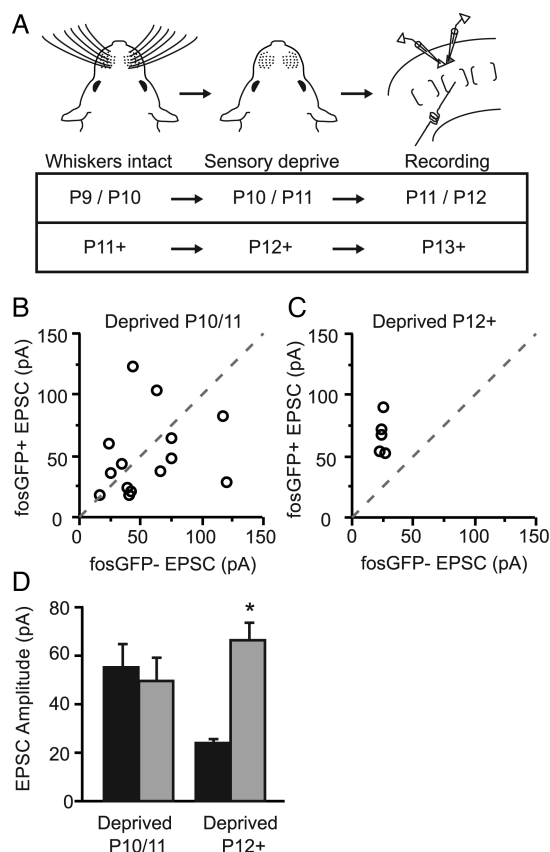 A
Whiskers intact Sensory deprive Recording
P9 / P10 P10 / P11 P11 / P12
P11+ P12+ P13+
B
Deprived P10/11
fosGFP+ EPSC (pA)
150
100
50
0
0 50 100 150
fosGFP- EPSC (pA)
C
Deprived P12+
fosGFP+ EPSC (pA)
150
100
50
0
0 50 100 150
fosGFP- EPSC (pA)
D
EPSC Amplitude (pA)
80
60
40
20
0
*
Deprived P10/11
Deprived P12+